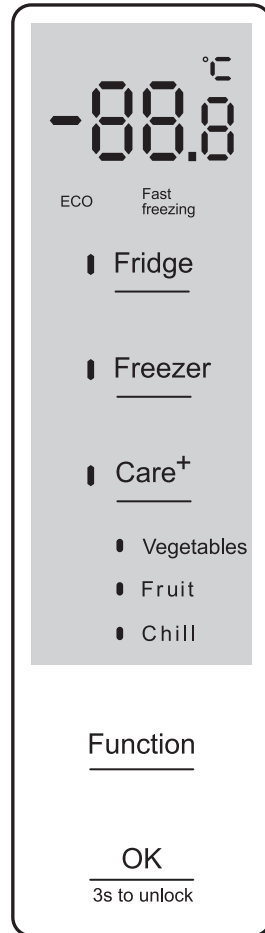 °C
-88.8
ECO
Fast
freezing
Fridge
Freezer
Care+
Vegetables
Fruit
Chill
Function
OK
3s to unlock